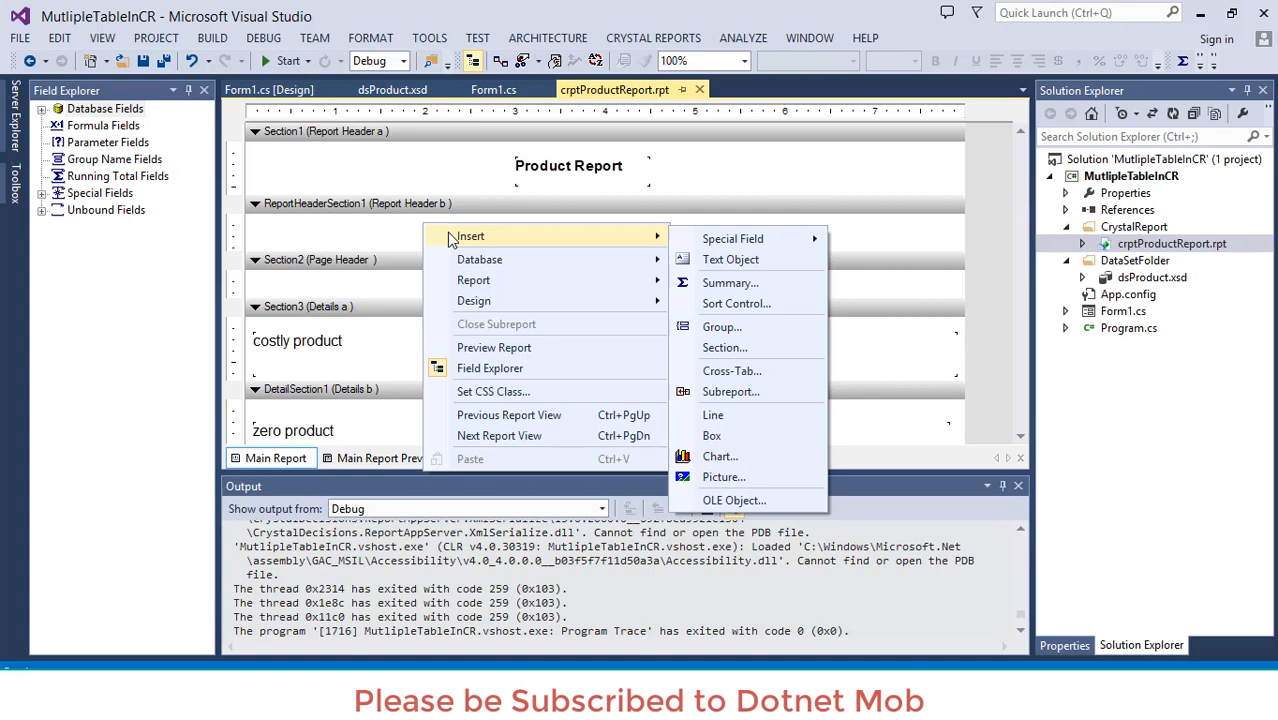 MutlipleTableInCR - Microsoft Visual Studio
Quick Launch (Ctrl+Q)
FILE EDIT VIEW PROJECT BUILD DEBUG TEAM FORMAT TOOLS TEST ARCHITECTURE CRYSTAL REPORTS ANALYZE WINDOW HELP
Sign in
Start Debug 100%
Server Explorer
Toolbox
Field Explorer
Database Fields
Formula Fields
Parameter Fields
Group Name Fields
Running Total Fields
Special Fields
Unbound Fields
Form1.cs [Design] dsProduct.xsd Form1.cs crptProductReport.rpt
2 3 4 5 6 7
Section1 (Report Header a )
Product Report
ReportHeaderSection1 (Report Header b )
Section2 (Page Header )
Section3 (Details a )
costly product
DetailSection1 (Details b )
zero product
Main Report Main Report Prev
Insert
Database
Report
Design
Close Subreport
Preview Report
Field Explorer
Set CSS Class...
Previous Report View Ctrl+PgUp
Next Report View Ctrl+PgDn
Paste Ctrl+V
Special Field
Text Object
Summary...
Sort Control...
Group...
Section...
Cross-Tab...
Subreport...
Line
Box
Chart...
Picture...
OLE Object...
Output
Show output from: Debug
\CrystalDecisions.ReportAppServer.XmlSerialize.dll'. Cannot find or open the PDB file.
'MutlipleTableInCR.vshost.exe' (CLR v4.0.30319: MutlipleTableInCR.vshost.exe): Loaded 'C:\Windows\Microsoft.Net
\assembly\GAC_MSIL\Accessibility\v4.0_4.0.0.0__b03f5f7f11d50a3a\Accessibility.dll'. Cannot find or open the PDB
file.
The thread 0x2314 has exited with code 259 (0x103).
The thread 0x1e8c has exited with code 259 (0x103).
The thread 0x11c0 has exited with code 259 (0x103).
The program '[1716] MutlipleTableInCR.vshost.exe: Program Trace' has exited with code 0 (0x0).
Solution Explorer
Search Solution Explorer (Ctrl+;)
Solution 'MutlipleTableInCR' (1 project)
MutlipleTableInCR
Properties
References
CrystalReport
crptProductReport.rpt
DataSetFolder
dsProduct.xsd
App.config
Form1.cs
Program.cs
Properties Solution Explorer
Please be Subscribed to Dotnet Mob